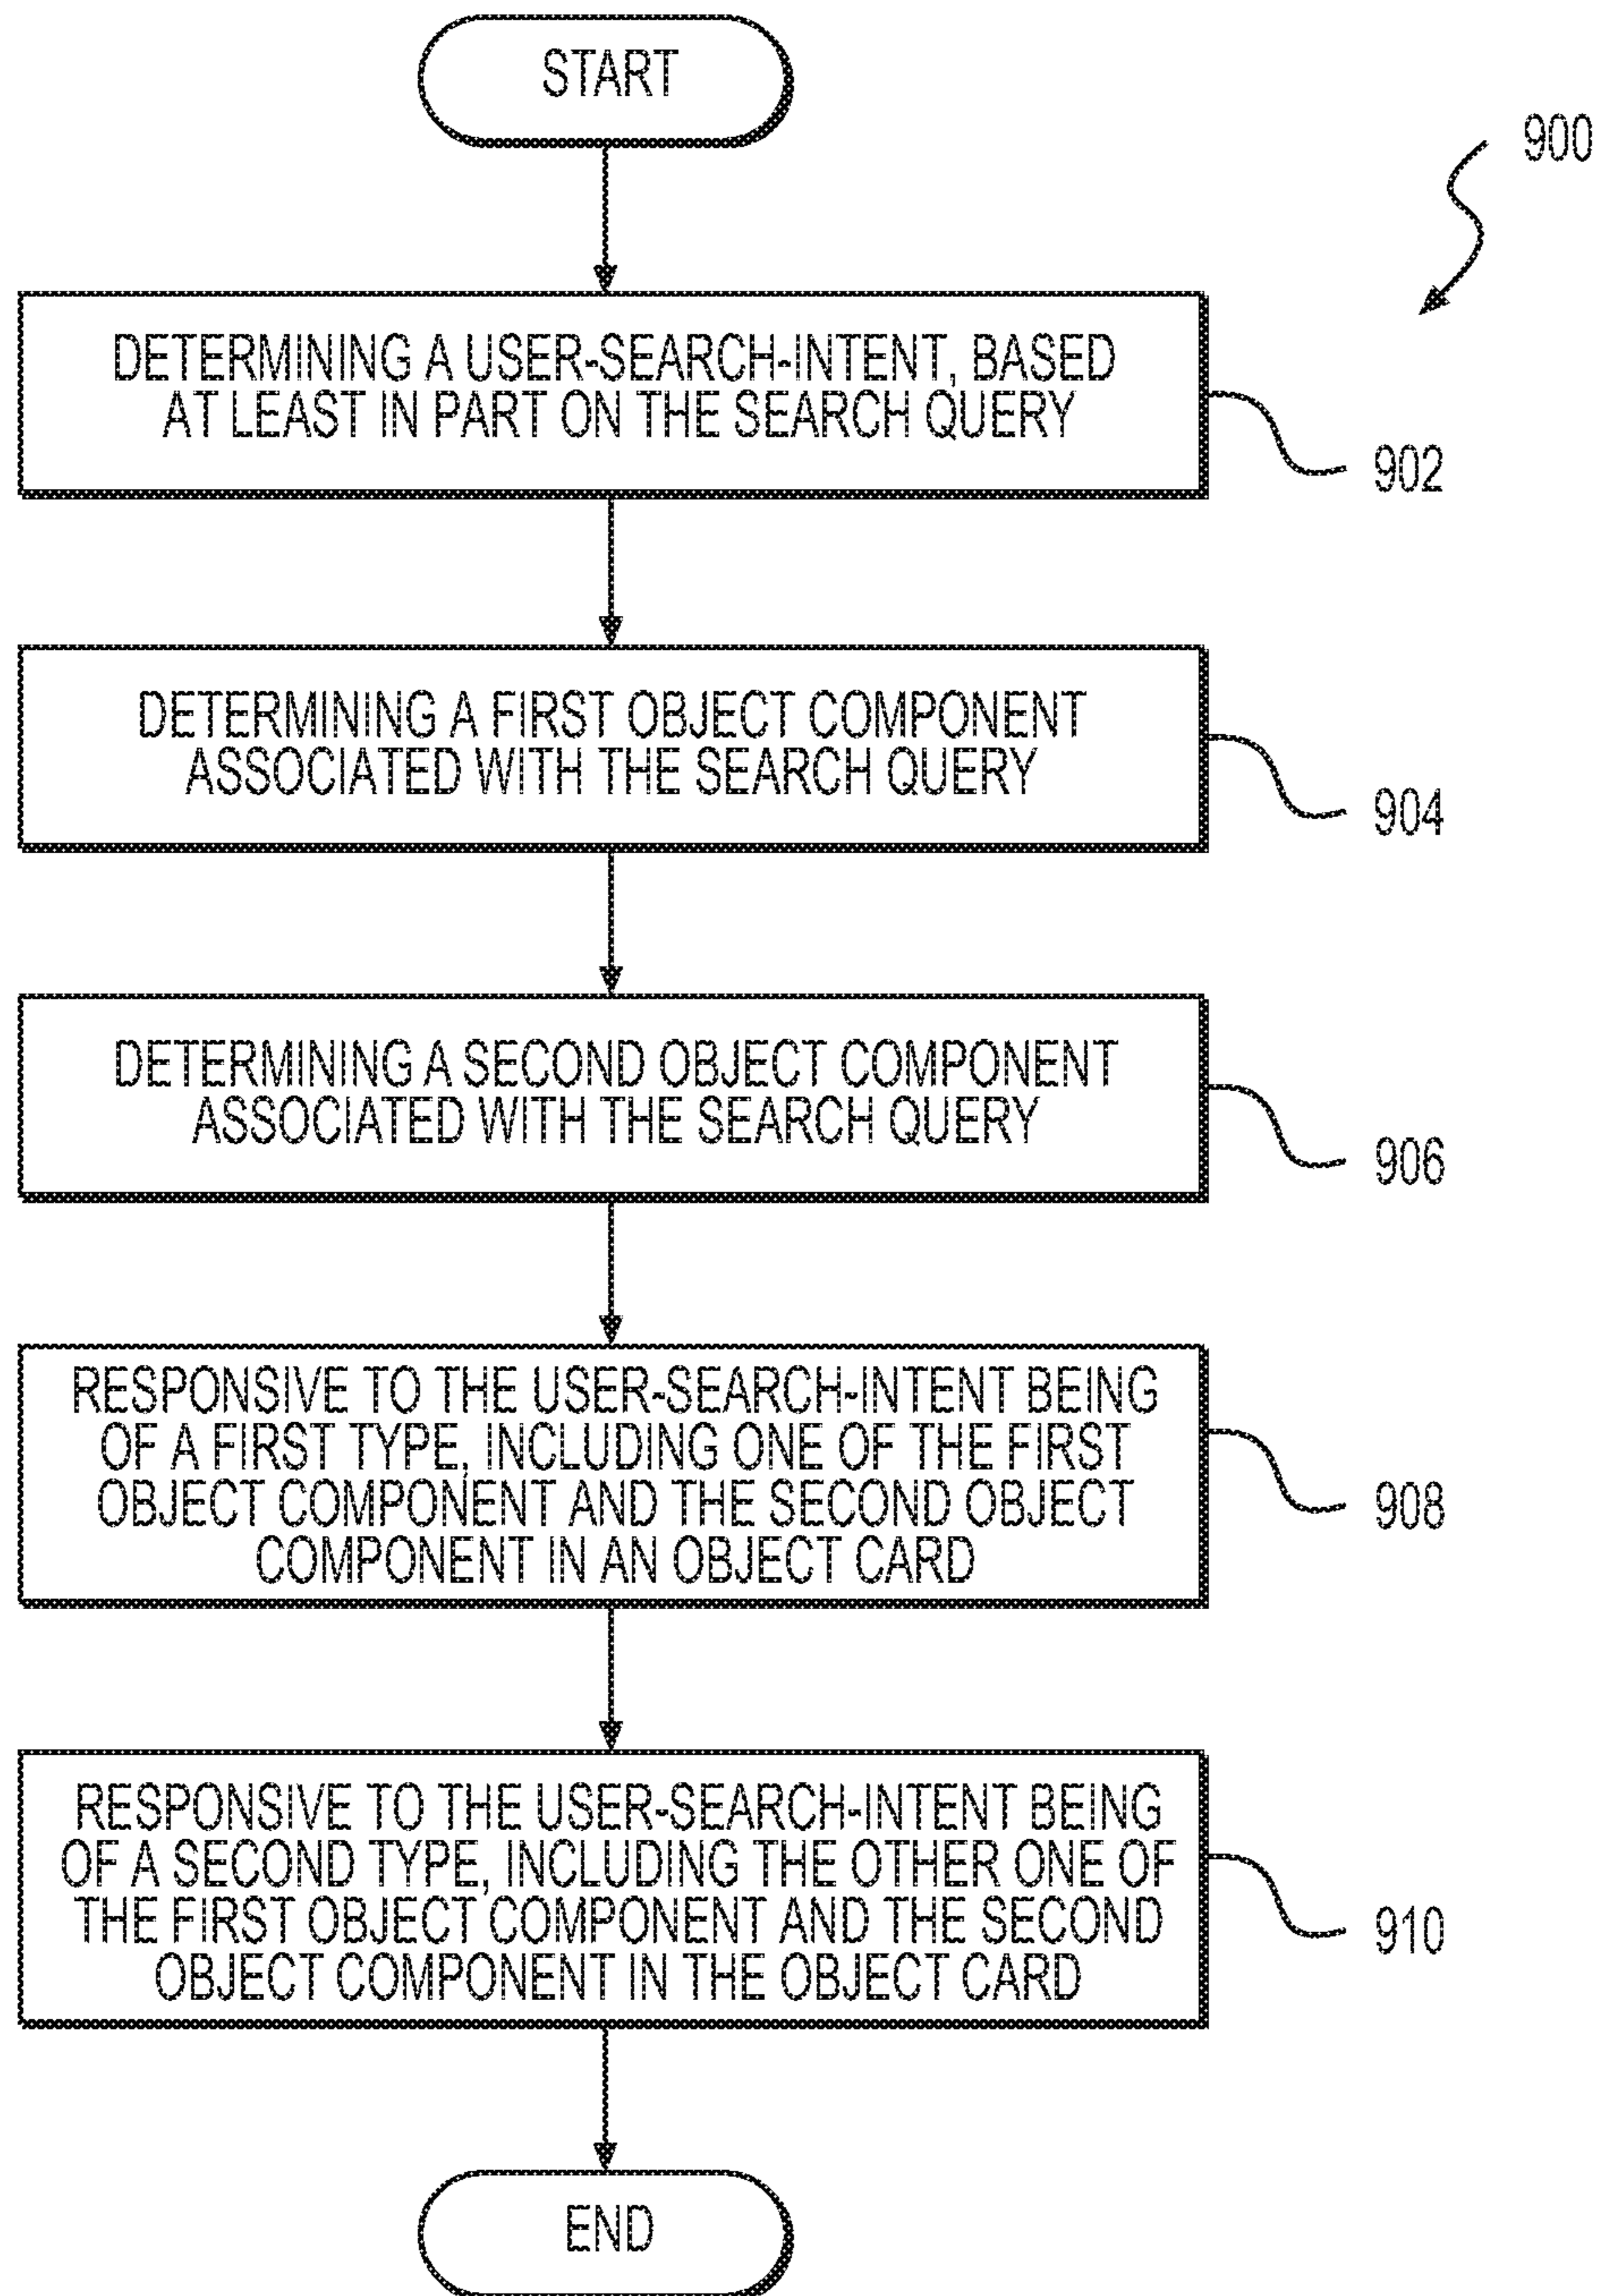 START
900
DETERMINING A USER-SEARCH-INTENT, BASED
AT LEAST IN PART ON THE SEARCH QUERY
902
DETERMINING A FIRST OBJECT COMPONENT
ASSOCIATED WITH THE SEARCH QUERY
904
DETERMINING A SECOND OBJECT COMPONENT
ASSOCIATED WITH THE SEARCH QUERY
906
RESPONSIVE TO THE USER-SEARCH-INTENT BEING
OF A FIRST TYPE, INCLUDING ONE OF THE FIRST
OBJECT COMPONENT AND THE SECOND OBJECT
COMPONENT IN AN OBJECT CARD
908
RESPONSIVE TO THE USER-SEARCH-INTENT BEING
OF A SECOND TYPE, INCLUDING THE OTHER ONE OF
THE FIRST OBJECT COMPONENT AND THE SECOND
OBJECT COMPONENT IN THE OBJECT CARD
910
END